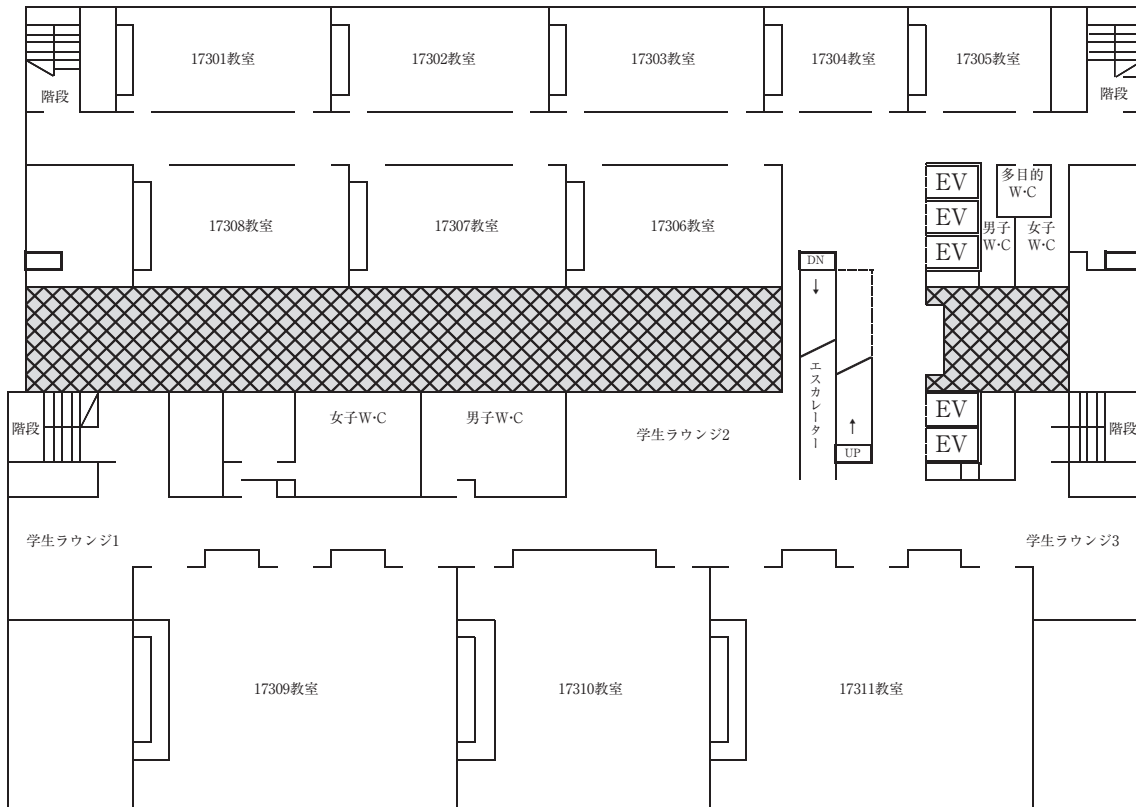 17301教室
17302教室
17303教室
17304教室
17305教室
階段
階段
EV
多目的
W・C
17308教室
17307教室
17306教室
EV
男子
W・C
女子
W・C
EV
DN
エスカレーター
階段
女子W・C
男子W・C
学生ラウンジ2
UP
EV
EV
階段
学生ラウンジ1
学生ラウンジ3
17309教室
17310教室
17311教室